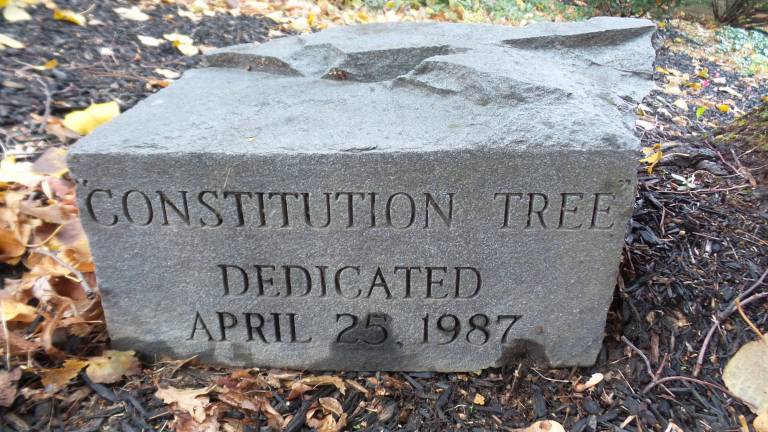 "CONSTITUTION TREE"
DEDICATED
APRIL 25, 1987